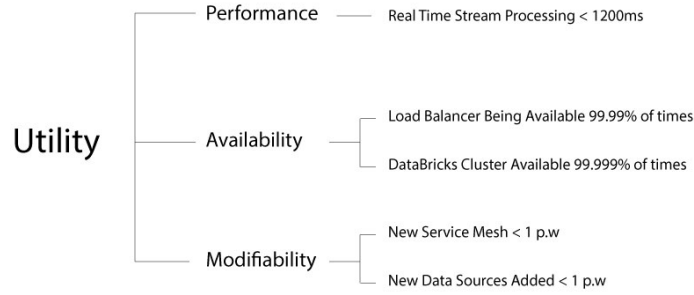 Utility
Performance
Real Time Stream Processing < 1200ms
Availability
Load Balancer Being Available 99.99% of times
DataBricks Cluster Available 99.999% of times
Modifiability
New Service Mesh < 1 p.w
New Data Sources Added < 1 p.w